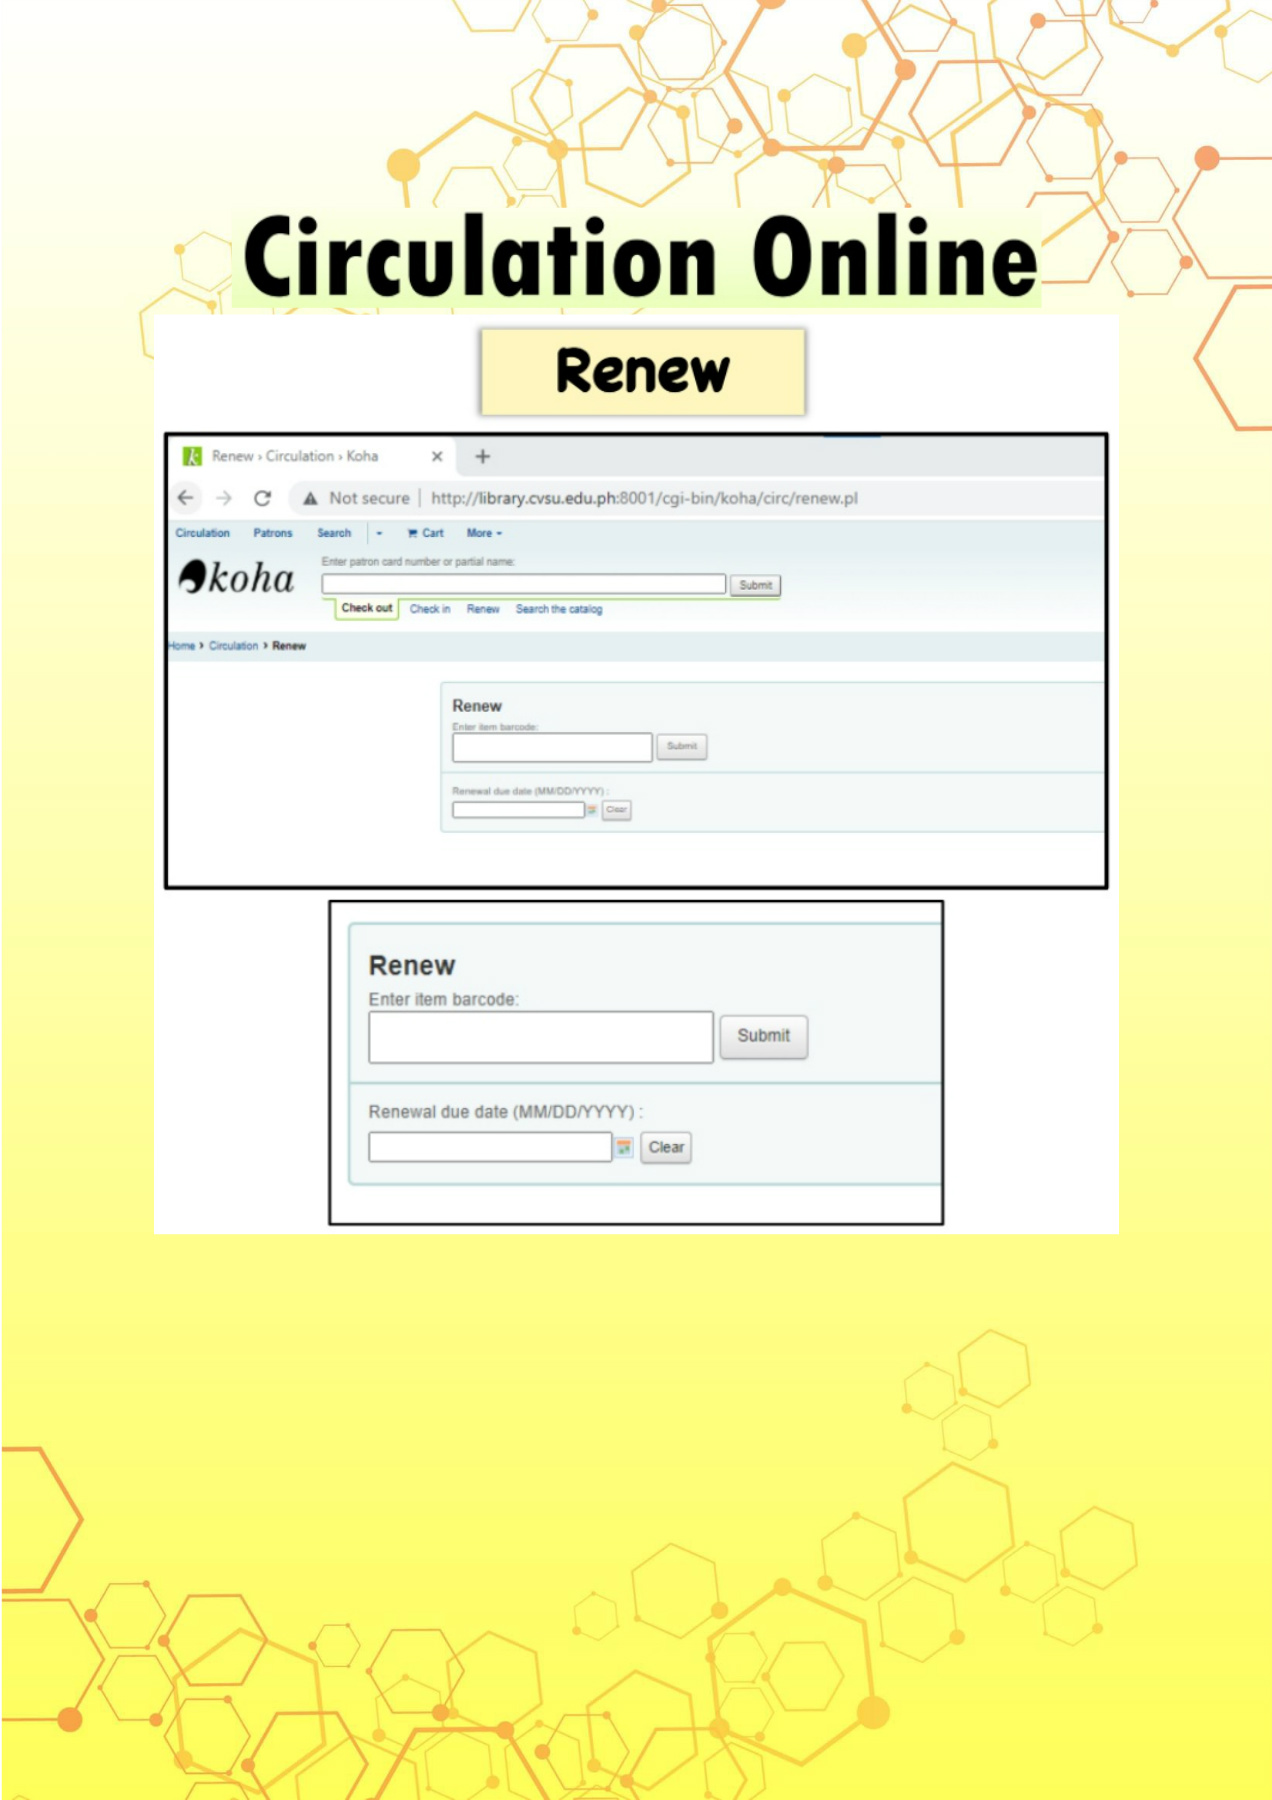 Circulation Online
Renew
Renew › Circulation › Koha
Not secure | http://library.cvsu.edu.ph:8001/cgi-bin/koha/circ/renew.pl
Circulation Patrons Search Cart More
koha
Enter patron card number or partial name:
Submit
Check out Check in Renew Search the catalog
Home › Circulation › Renew
Renew
Enter item barcode:
Submit
Renewal due date (MM/DD/YYYY) :
Clear
Renew
Enter item barcode:
Submit
Renewal due date (MM/DD/YYYY) :
Clear